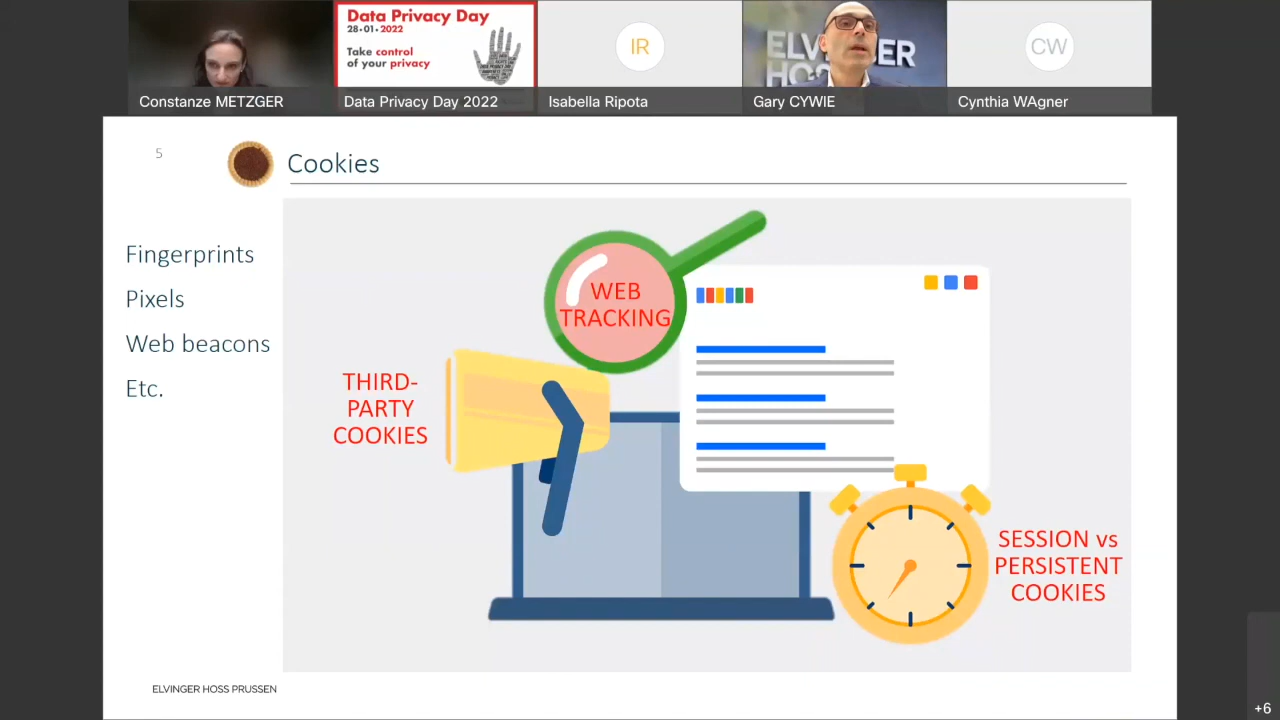 Data Privacy Day
28-01-2022
Take control
of your privacy
IR
ELVINGER
HOSS
CW
Constanze METZGER
Data Privacy Day 2022
Isabella Ripota
Gary CYWIE
Cynthia WAgner
5
Cookies
Fingerprints
Pixels
Web beacons
Etc.
WEB
TRACKING
THIRD-
PARTY
COOKIES
SESSION vs
PERSISTENT
COOKIES
ELVINGER HOSS PRUSSEN
+6